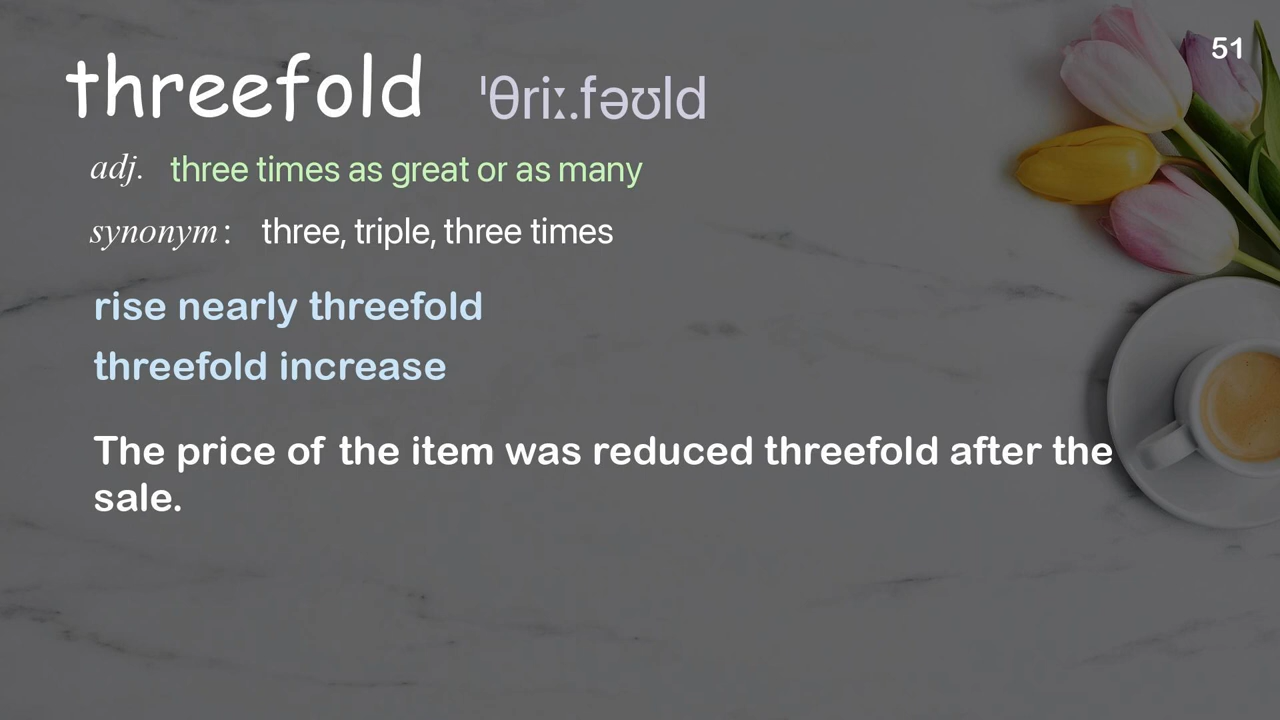 51
threefold ˈθriː.fəʊld
adj. three times as great or as many
synonym: three, triple, three times
rise nearly threefold
threefold increase
The price of the item was reduced threefold after the
sale.